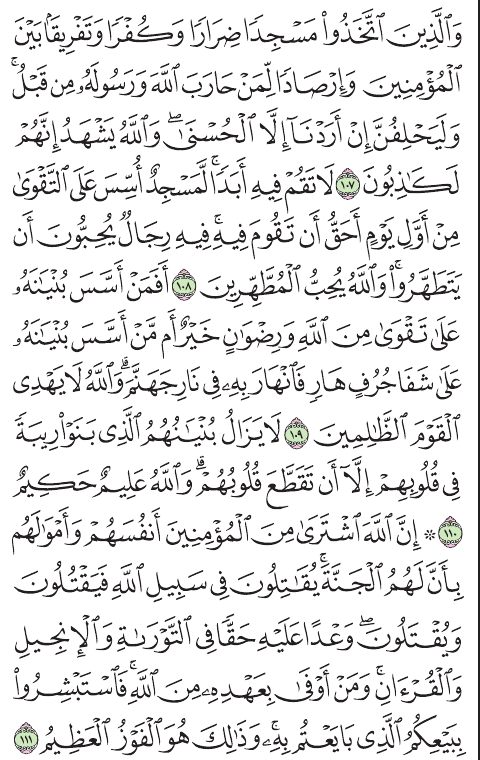 وَٱلَّذِينَ ٱتَّخَذُوا۟ مَسْجِدًا ضِرَارًا وَكُفْرًا وَتَفْرِيقًۢا بَيْنَ
ٱلْمُؤْمِنِينَ وَإِرْصَادًا لِّمَنْ حَارَبَ ٱللَّهَ وَرَسُولَهُۥ مِن قَبْلُ ۚ
وَلَيَحْلِفُنَّ إِنْ أَرَدْنَآ إِلَّا ٱلْحُسْنَىٰ ۖ وَٱللَّهُ يَشْهَدُ إِنَّهُمْ
لَكَـٰذِبُونَ ١٠٧ لَا تَقُمْ فِيهِ أَبَدًا ۚ لَّمَسْجِدٌ أُسِّسَ عَلَى ٱلتَّقْوَىٰ
مِنْ أَوَّلِ يَوْمٍ أَحَقُّ أَن تَقُومَ فِيهِ ۚ فِيهِ رِجَالٌ يُحِبُّونَ أَن
يَتَطَهَّرُوا۟ ۚ وَٱللَّهُ يُحِبُّ ٱلْمُطَّهِّرِينَ ١٠٨ أَفَمَنْ أَسَّسَ بُنْيَـٰنَهُۥ
عَلَىٰ تَقْوَىٰ مِنَ ٱللَّهِ وَرِضْوَٰنٍ خَيْرٌ أَم مَّنْ أَسَّسَ بُنْيَـٰنَهُۥ
عَلَىٰ شَفَا جُرُفٍ هَارٍ فَٱنْهَارَ بِهِۦ فِى نَارِ جَهَنَّمَ ۗ وَٱللَّهُ لَا يَهْدِى
ٱلْقَوْمَ ٱلظَّـٰلِمِينَ ١٠٩ لَا يَزَالُ بُنْيَـٰنُهُمُ ٱلَّذِى بَنَوْا۟ رِيبَةً
فِى قُلُوبِهِمْ إِلَّآ أَن تَقَطَّعَ قُلُوبُهُمْ ۗ وَٱللَّهُ عَلِيمٌ حَكِيمٌ
١١٠ ۞ إِنَّ ٱللَّهَ ٱشْتَرَىٰ مِنَ ٱلْمُؤْمِنِينَ أَنفُسَهُمْ وَأَمْوَٰلَهُم
بِأَنَّ لَهُمُ ٱلْجَنَّةَ ۚ يُقَـٰتِلُونَ فِى سَبِيلِ ٱللَّهِ فَيَقْتُلُونَ
وَيُقْتَلُونَ ۖ وَعْدًا عَلَيْهِ حَقًّا فِى ٱلتَّوْرَىٰةِ وَٱلْإِنجِيلِ
وَٱلْقُرْءَانِ ۚ وَمَنْ أَوْفَىٰ بِعَهْدِهِۦ مِنَ ٱللَّهِ ۚ فَٱسْتَبْشِرُوا۟
بِبَيْعِكُمُ ٱلَّذِى بَايَعْتُم بِهِۦ ۚ وَذَٰلِكَ هُوَ ٱلْفَوْزُ ٱلْعَظِيمُ ١١١